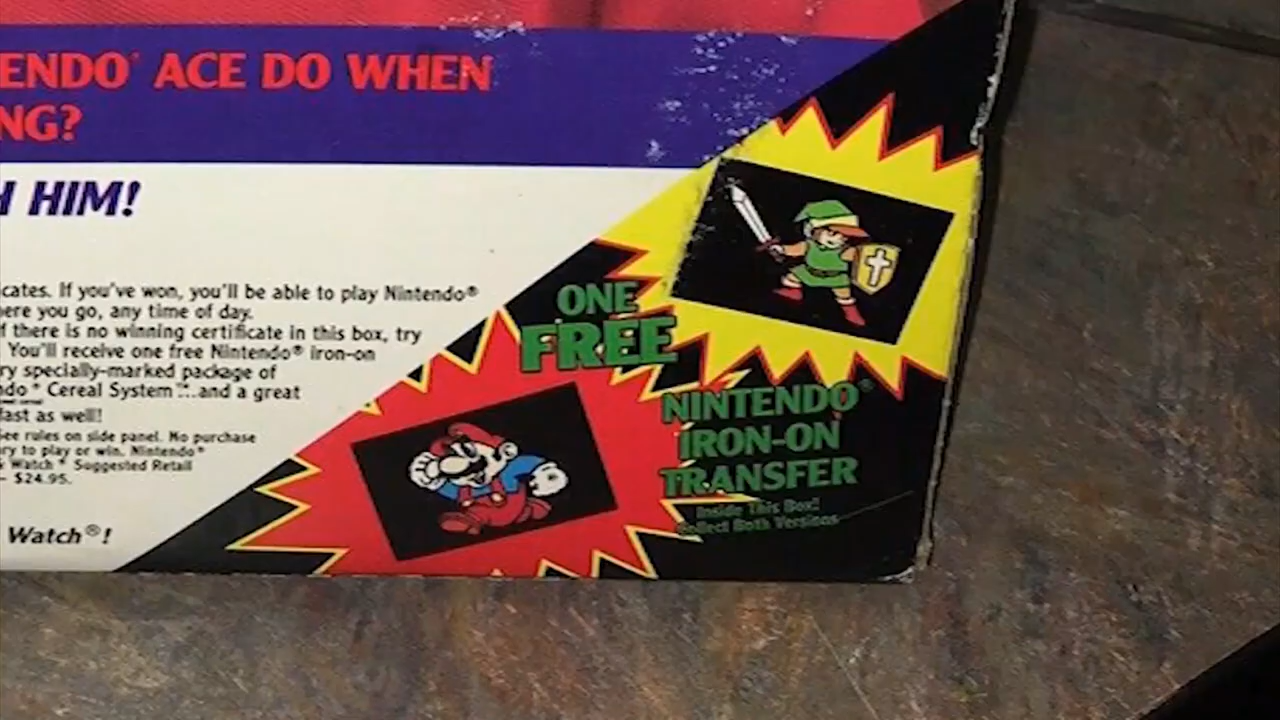 ENDO® ACE DO WHEN
NG?
H HIM!
cates. If you've won, you'll be able to play Nintendo®
ere you go, any time of day.
f there is no winning certificate in this box, try
You'll receive one free Nintendo® iron-on
ry specially-marked package of
ndo® Cereal System™...and a great
fast as well!
See rules on side panel. No purchase
ry to play or win. Nintendo®
& Watch® Suggested Retail
– $24.95.
Watch®!
ONE
FREE
NINTENDO®
IRON-ON
TRANSFER
Inside This Box!
Collect Both Versions